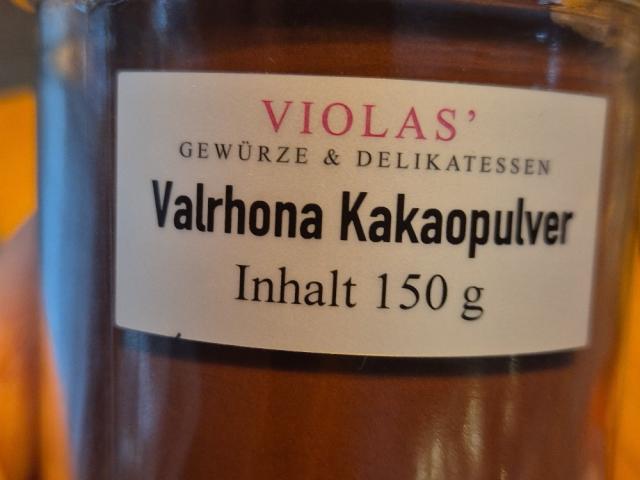 VIOLAS’
GEWÜRZE & DELIKATESSEN
Valrhona Kakaopulver
Inhalt 150 g